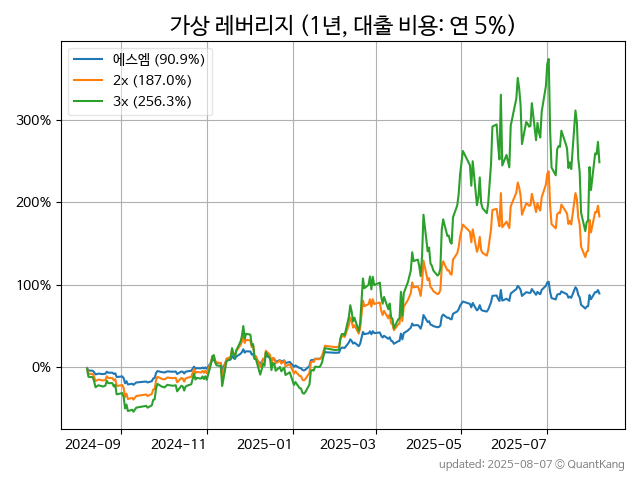 가상 레버리지 (1년, 대출 비용: 연 5%)
에스엠 (90.9%)
2x (187.0%)
3x (256.3%)
300%
200%
100%
0%
2024-09 2024-11 2025-01 2025-03 2025-05 2025-07
updated: 2025-08-07 © QuantKang